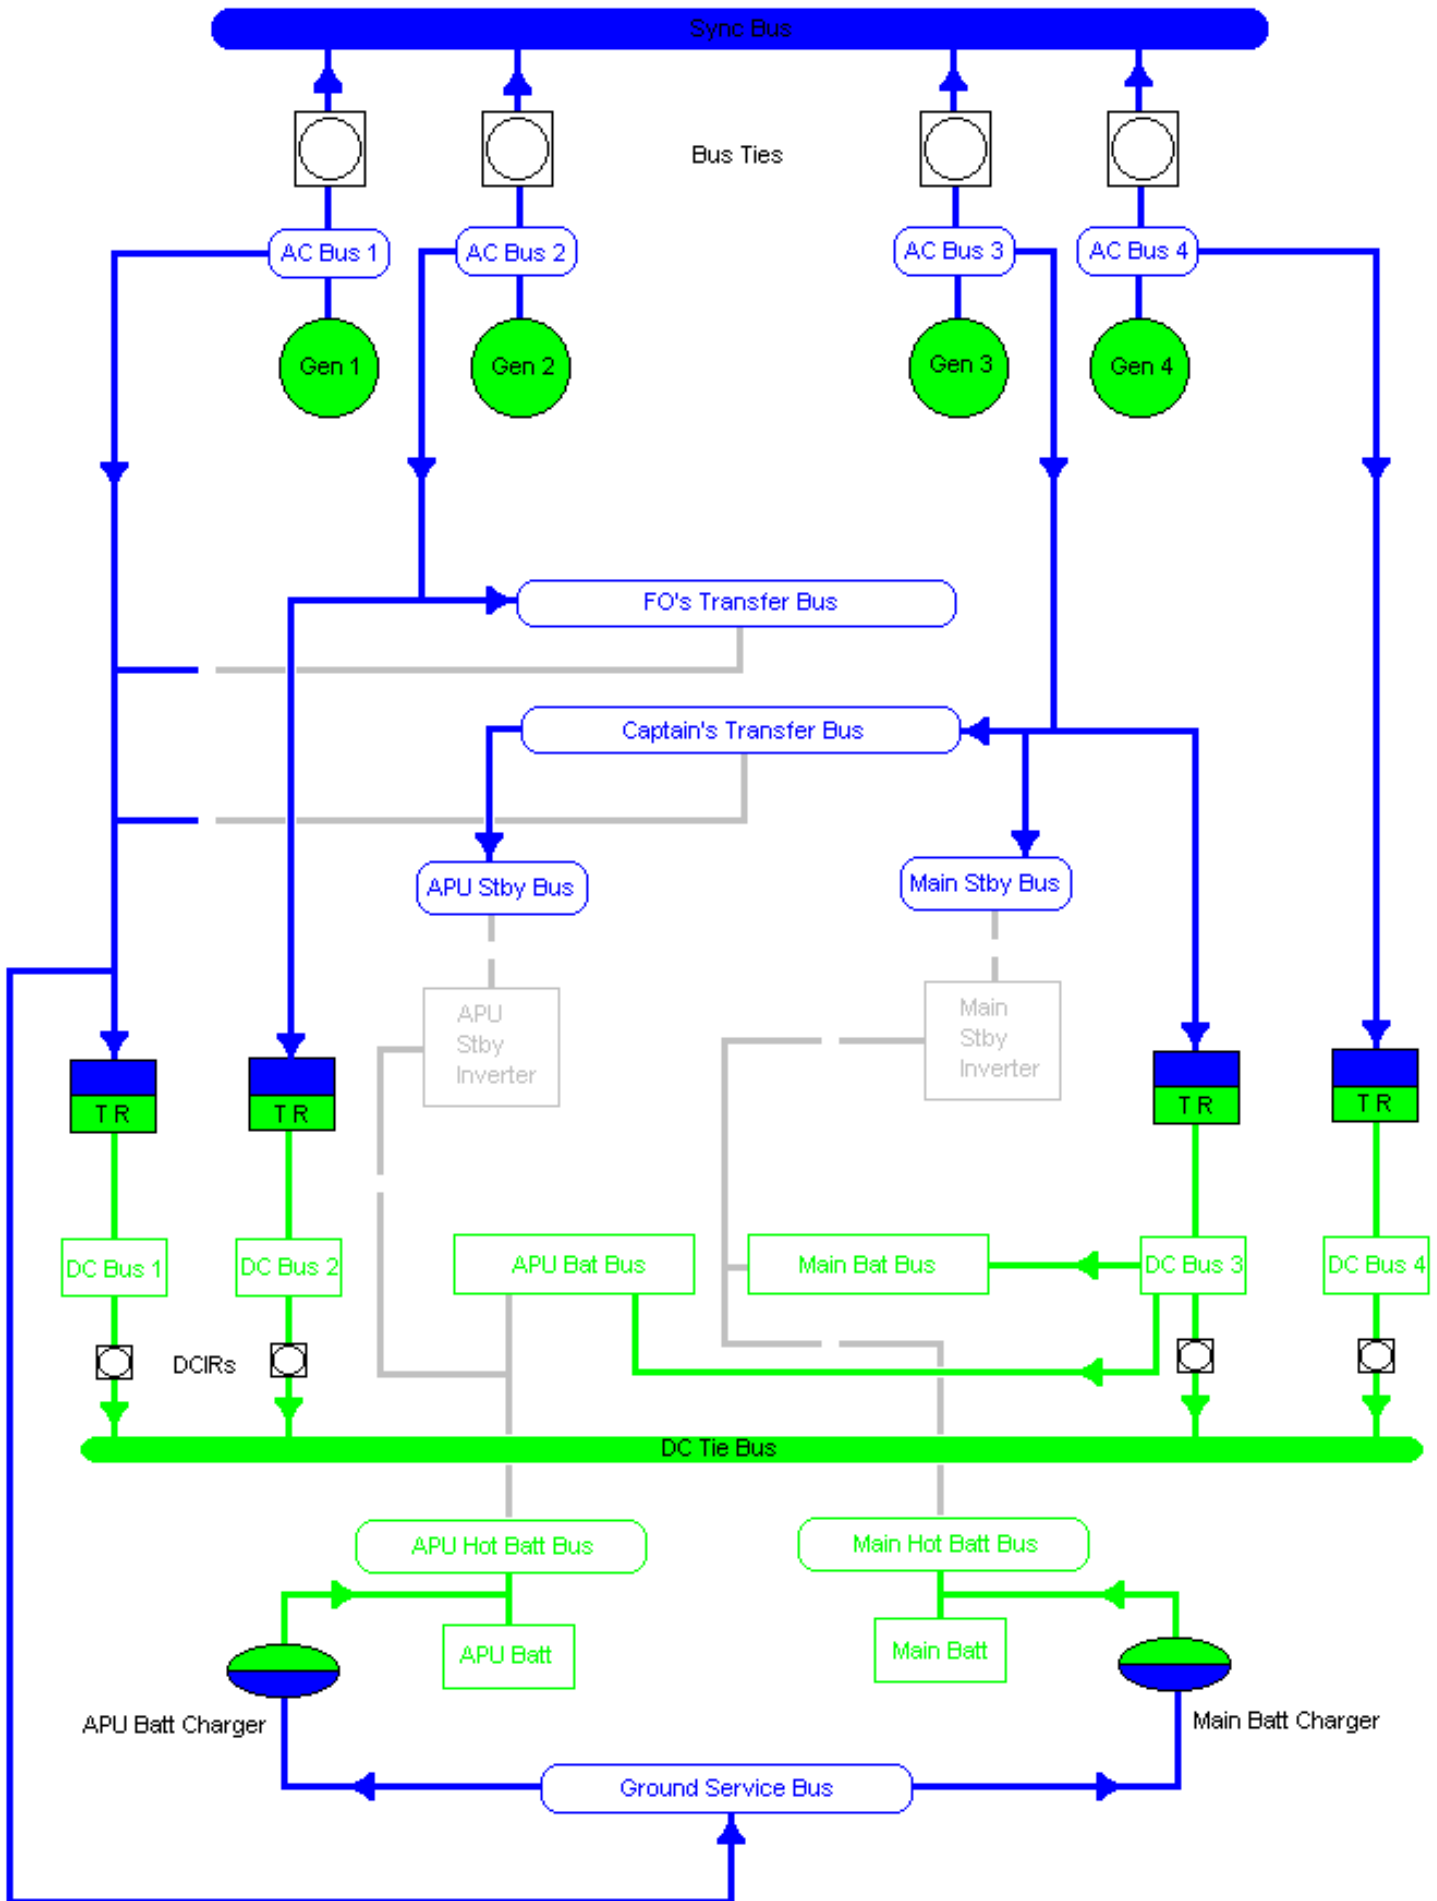 Sync Bus
Bus Ties
AC Bus 1
AC Bus 2
AC Bus 3
AC Bus 4
Gen 1
Gen 2
Gen 3
Gen 4
FO's Transfer Bus
Captain's Transfer Bus
APU Stby Bus
Main Stby Bus
APU
Stby
Inverter
Main
Stby
Inverter
T R
T R
T R
T R
DC Bus 1
DC Bus 2
APU Bat Bus
Main Bat Bus
DC Bus 3
DC Bus 4
DCIRs
DC Tie Bus
APU Hot Batt Bus
Main Hot Batt Bus
APU Batt
Main Batt
APU Batt Charger
Main Batt Charger
Ground Service Bus